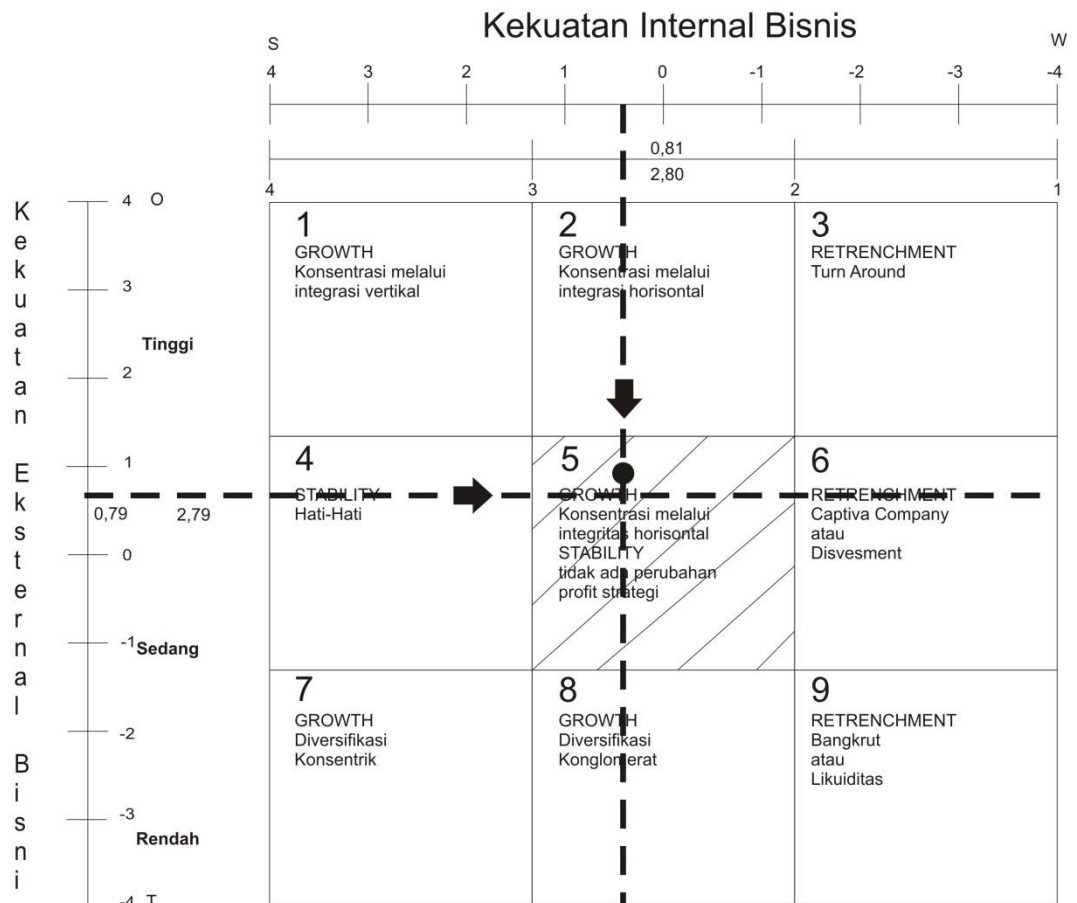 Kekuatan Internal Bisnis
S
W
4 3 2 1 0 -1 -2 -3 -4
0,81
2,80
4 3 2 1
Kekuatan Eksternal Bisni
4 O
3
Tinggi
2
1
0,79 2,79
0
-1 Sedang
-2
-3
Rendah
-4 T
1
GROWTH
Konsentrasi melalui
integrasi vertikal
2
GROWTH
Konsentrasi melalui
integrasi horisontal
3
RETRENCHMENT
Turn Around
4
STABILITY
Hati-Hati
5
GROWTH
Konsentrasi melalui
integritas horisontal
STABILITY
tidak ada perubahan
profit strategi
6
RETRENCHMENT
Captiva Company
atau
Disvesment
7
GROWTH
Diversifikasi
Konsentrik
8
GROWTH
Diversifikasi
Konglomerat
9
RETRENCHMENT
Bangkrut
atau
Likuiditas